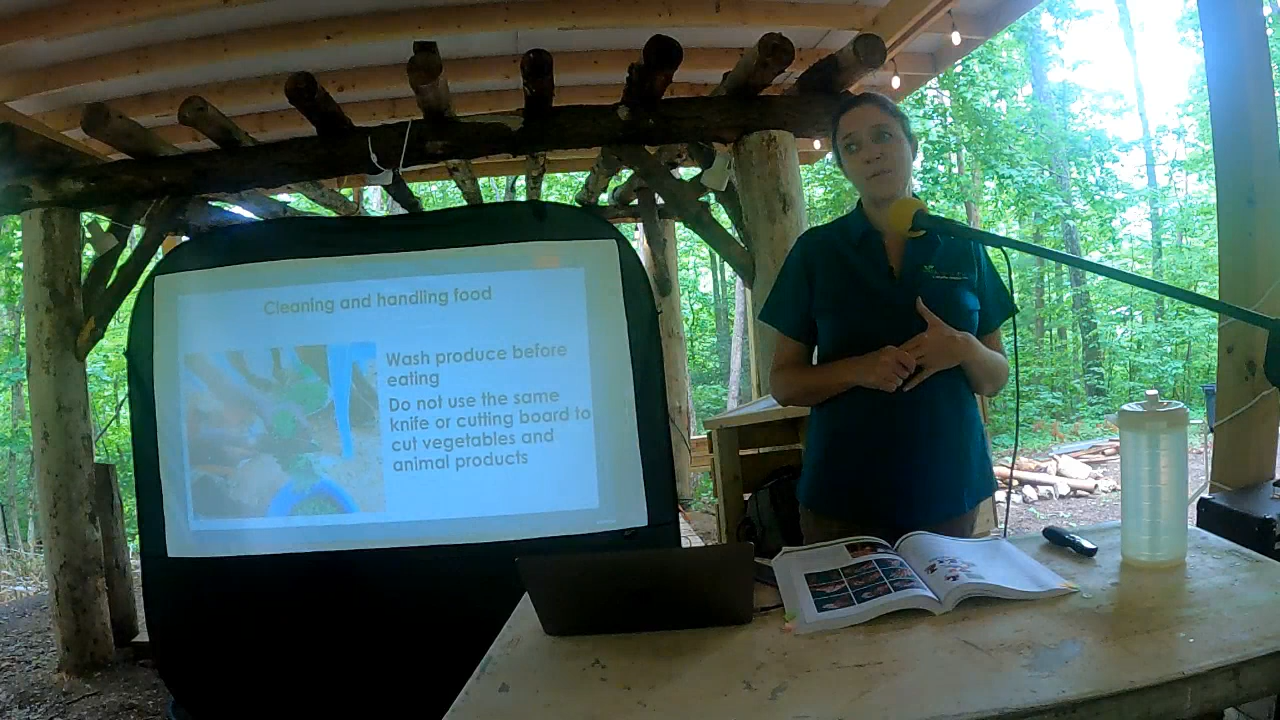 Cleaning and handling food
Wash produce before
eating
Do not use the same
knife or cutting board to
cut vegetables and
animal products